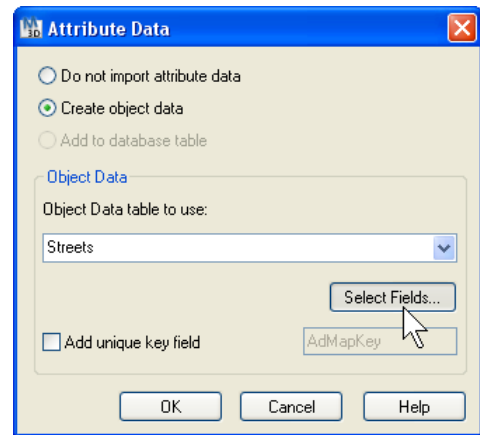 Attribute Data
Do not import attribute data
Create object data
Add to database table
Object Data
Object Data table to use:
Streets
Select Fields...
Add unique key field AdMapKey
OK Cancel Help